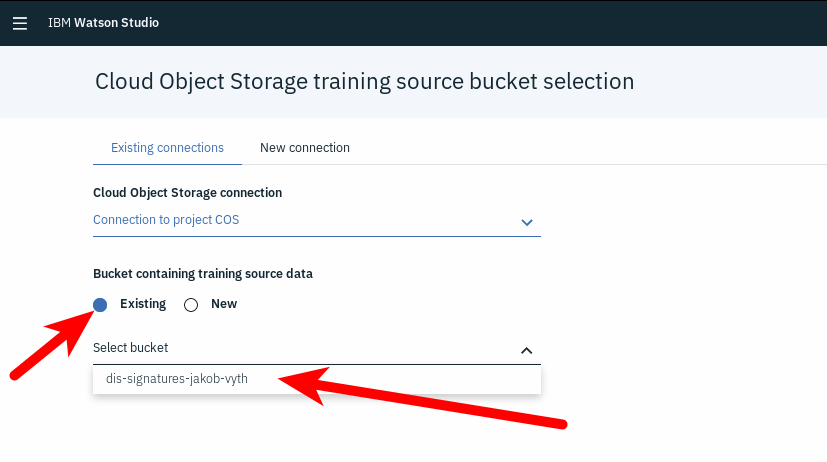 IBM Watson Studio
Cloud Object Storage training source bucket selection
Existing connections New connection
Cloud Object Storage connection
Connection to project COS
Bucket containing training source data
Existing New
Select bucket
dis-signatures-jakob-vyth